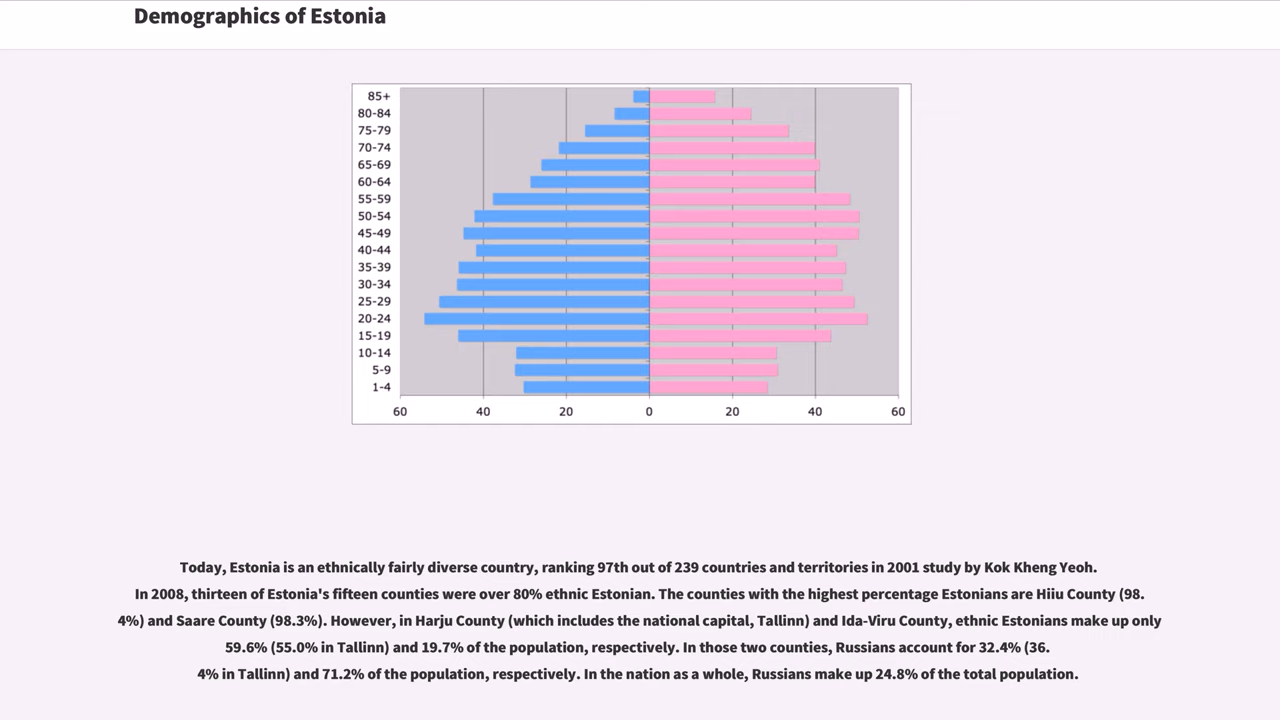 Demographics of Estonia
85+
80-84
75-79
70-74
65-69
60-64
55-59
50-54
45-49
40-44
35-39
30-34
25-29
20-24
15-19
10-14
5-9
1-4
60 40 20 0 20 40 60
Today, Estonia is an ethnically fairly diverse country, ranking 97th out of 239 countries and territories in 2001 study by Kok Kheng Yeoh.
In 2008, thirteen of Estonia's fifteen counties were over 80% ethnic Estonian. The counties with the highest percentage Estonians are Hiiu County (98.
4%) and Saare County (98.3%). However, in Harju County (which includes the national capital, Tallinn) and Ida-Viru County, ethnic Estonians make up only
59.6% (55.0% in Tallinn) and 19.7% of the population, respectively. In those two counties, Russians account for 32.4% (36.
4% in Tallinn) and 71.2% of the population, respectively. In the nation as a whole, Russians make up 24.8% of the total population.